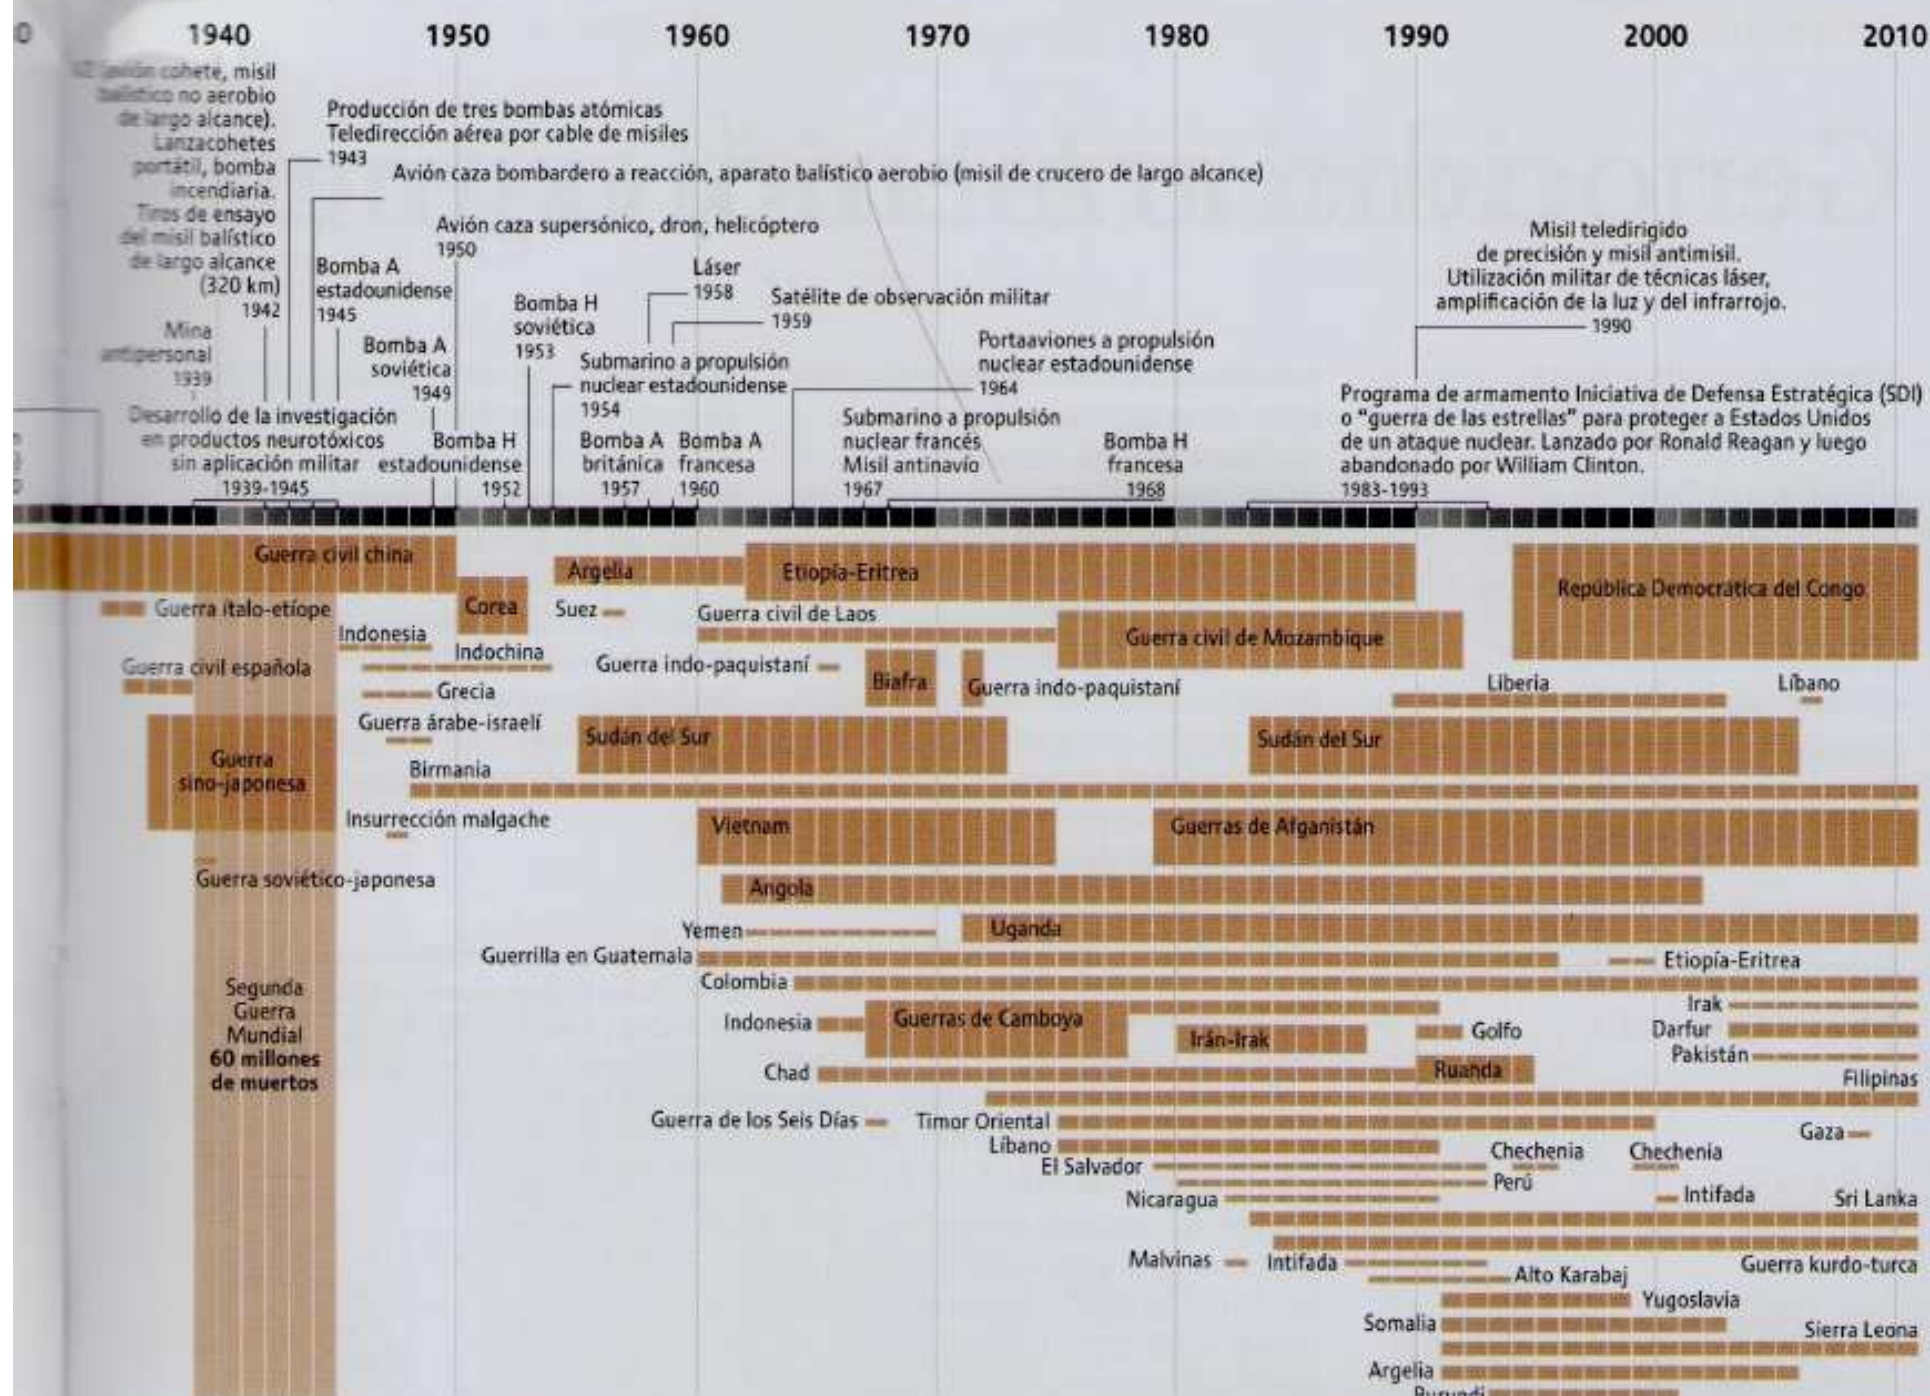 0 1940 1950 1960 1970 1980 1990 2000 2010
cohete, misil
balístico no aerobio
de largo alcance).
Lanzacohetes
portátil, bomba
incendiaria.
Tiros de ensayo
del misil balístico
de largo alcance
(320 km)
1942
Mina
antipersonal
1939
Producción de tres bombas atómicas
Teledirección aérea por cable de misiles
1943
Avión caza bombardero a reacción, aparato balístico aerobio (misil de crucero de largo alcance)
Avión caza supersónico, dron, helicóptero
1950
Bomba A
estadounidense
1945
Bomba A
soviética
1949
Desarrollo de la investigación
en productos neurotóxicos
sin aplicación militar
1939-1945
Bomba H
estadounidense
1952
Bomba H
soviética
1953
Láser
1958
Satélite de observación militar
1959
Submarino a propulsión
nuclear estadounidense
1954
Bomba A
británica
1957
Bomba A
francesa
1960
Portaaviones a propulsión
nuclear estadounidense
1964
Submarino a propulsión
nuclear francés
Misil antinavío
1967
Bomba H
francesa
1968
Misil teledirigido
de precisión y misil antimisil.
Utilización militar de técnicas láser,
amplificación de la luz y del infrarrojo.
1990
Programa de armamento Iniciativa de Defensa Estratégica (SDI)
o "guerra de las estrellas" para proteger a Estados Unidos
de un ataque nuclear. Lanzado por Ronald Reagan y luego
abandonado por William Clinton.
1983-1993
Guerra civil china
Argelia
Etiopía-Eritrea
República Democrática del Congo
Guerra ítalo-etíope
Corea
Suez
Guerra civil de Laos
Indonesia
Guerra civil de Mozambique
Guerra civil española
Indochina
Guerra indo-paquistaní
Biafra
Guerra indo-paquistaní
Liberia
Líbano
Grecia
Guerra árabe-israelí
Sudán del Sur
Sudán del Sur
Guerra
sino-japonesa
Birmania
Insurrección malgache
Vietnam
Guerras de Afganistán
Guerra soviético-japonesa
Angola
Yemen
Uganda
Guerrilla en Guatemala
Etiopía-Eritrea
Colombia
Segunda
Guerra
Mundial
60 millones
de muertos
Irak
Indonesia
Guerras de Camboya
Irán-Irak
Golfo
Darfur
Pakistán
Chad
Ruanda
Filipinas
Guerra de los Seis Días
Timor Oriental
Gaza
Líbano
El Salvador
Chechenia
Chechenia
Perú
Nicaragua
Intifada
Sri Lanka
Malvinas
Intifada
Guerra kurdo-turca
Alto Karabaj
Yugoslavia
Somalia
Sierra Leona
Argelia
Burundi